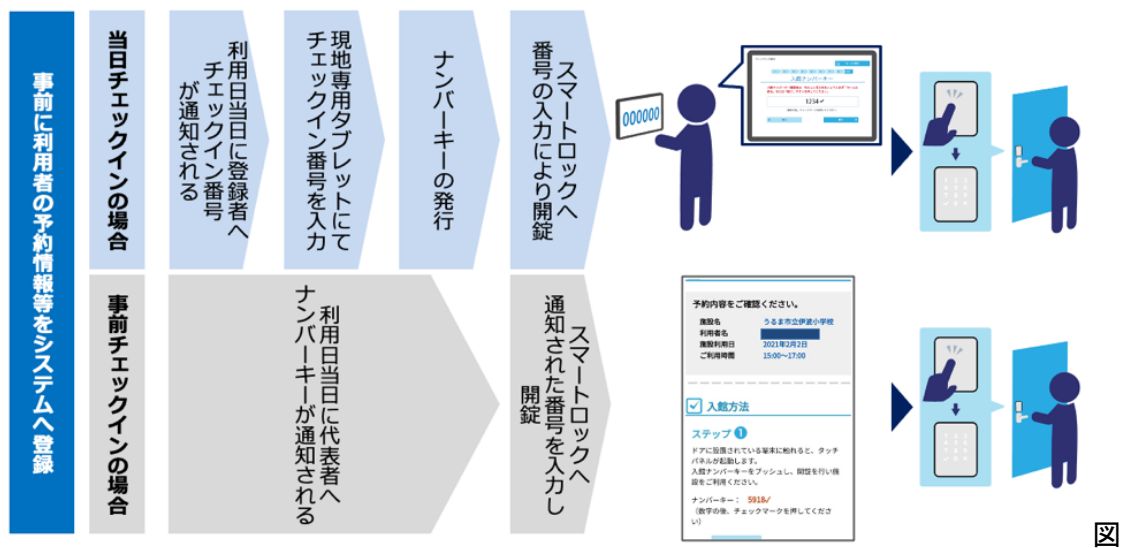 事前に利用者の予約情報等をシステムへ登録
当日チェックインの場合
利用日当日に登録者へ
チェックイン番号
が通知される
現地専用タブレットにて
チェックイン番号を入力
ナンバーキーの発行
スマートロックへ
番号の入力により開錠
000000
入館ナンバーキー
1234✓
事前チェックインの場合
利用日当日に代表者へ
ナンバーキーが通知される
スマートロックへ
通知された番号を入力し
開錠
予約内容をご確認ください。
施設名 うるま市立伊波小学校
利用者名
施設利用日 2021年2月2日
ご利用時間 15:00～17:00
入館方法
ステップ 1
ドアに設置されている端末に触れると、タッチ
パネルが起動します。
入館ナンバーキーをプッシュし、開錠を行い施
設をご利用ください。
ナンバーキー： 5918✓
（数字の後、チェックマークを押してくださ
い）
図